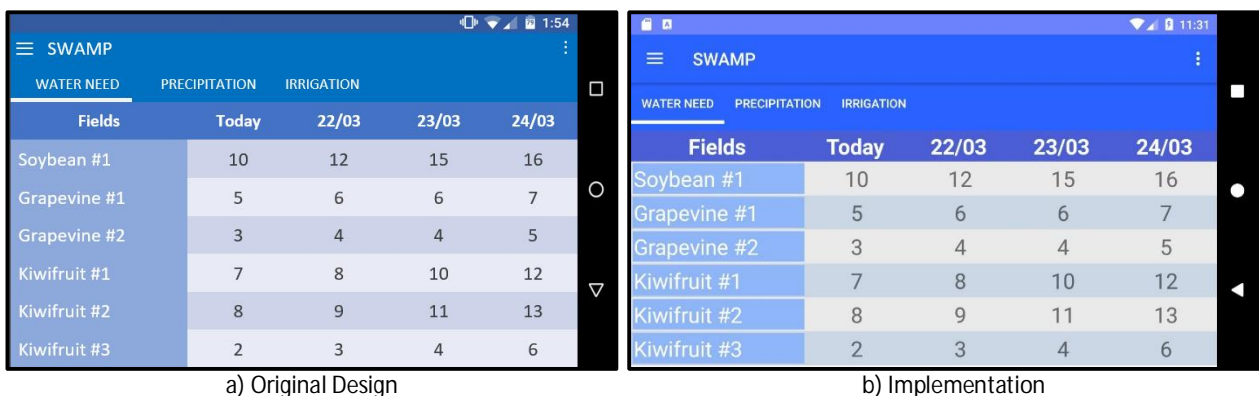 1:54
SWAMP
WATER NEED PRECIPITATION IRRIGATION
Fields Today 22/03 23/03 24/03
Soybean #1 10 12 15 16
Grapevine #1 5 6 6 7
Grapevine #2 3 4 4 5
Kiwifruit #1 7 8 10 12
Kiwifruit #2 8 9 11 13
Kiwifruit #3 2 3 4 6
a) Original Design
11:31
SWAMP
WATER NEED PRECIPITATION IRRIGATION
Fields Today 22/03 23/03 24/03
Soybean #1 10 12 15 16
Grapevine #1 5 6 6 7
Grapevine #2 3 4 4 5
Kiwifruit #1 7 8 10 12
Kiwifruit #2 8 9 11 13
Kiwifruit #3 2 3 4 6
b) Implementation